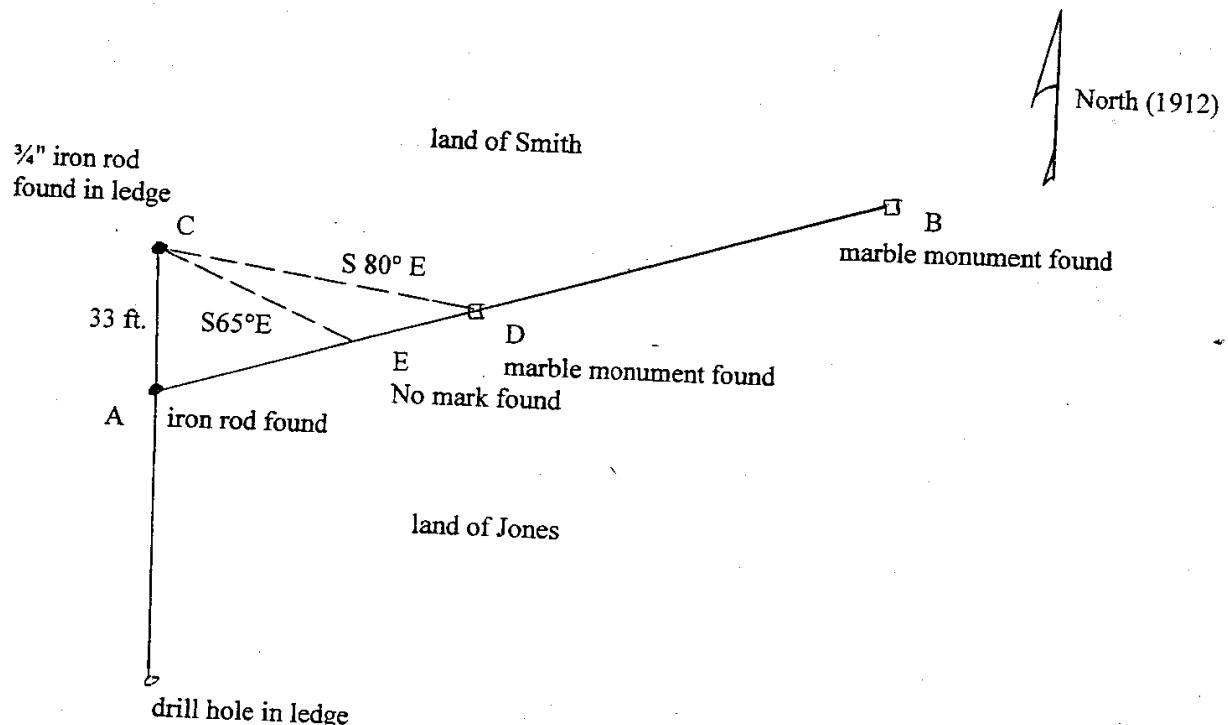 North (1912)
land of Smith
¾" iron rod
found in ledge
C
B
marble monument found
S 80° E
33 ft.
S65°E
D
marble monument found
E
No mark found
A
iron rod found
land of Jones
drill hole in ledge